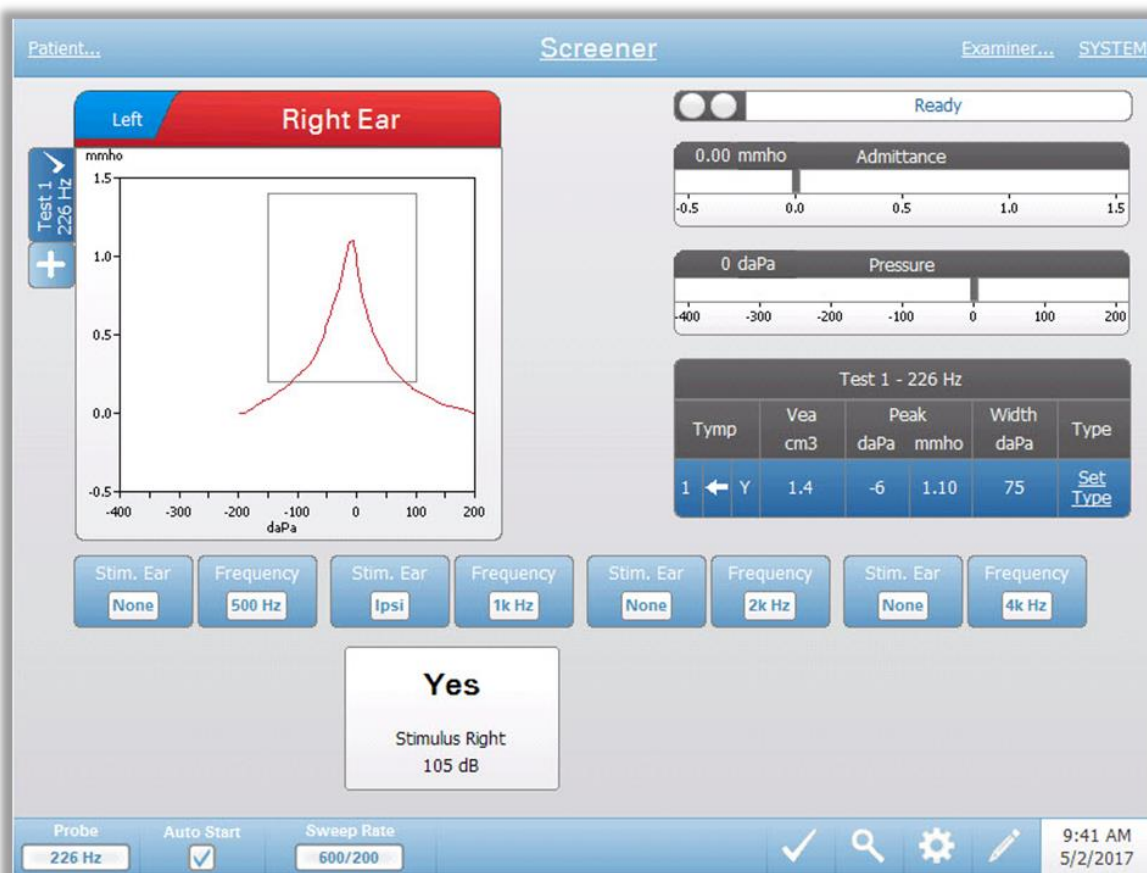 Patient...
Screener
Examiner... SYSTEM
Left
Right Ear
Test 1
226 Hz
mmho
1.5
1.0
0.5
0.0
-0.5
-400 -300 -200 -100 0 100 200
daPa
Ready
0.00 mmho Admittance
-0.5 0.0 0.5 1.0 1.5
0 daPa Pressure
-400 -300 -200 -100 0 100 200
Test 1 - 226 Hz
Tymp
Vea
cm3
Peak
daPa mmho
Width
daPa
Type
1 Y 1.4 -6 1.10 75 Set
Type
Stim. Ear Frequency Stim. Ear Frequency Stim. Ear Frequency Stim. Ear Frequency
None 500 Hz Ipsi 1k Hz None 2k Hz None 4k Hz
Yes
Stimulus Right
105 dB
Probe Auto Start Sweep Rate
226 Hz 600/200
9:41 AM
5/2/2017